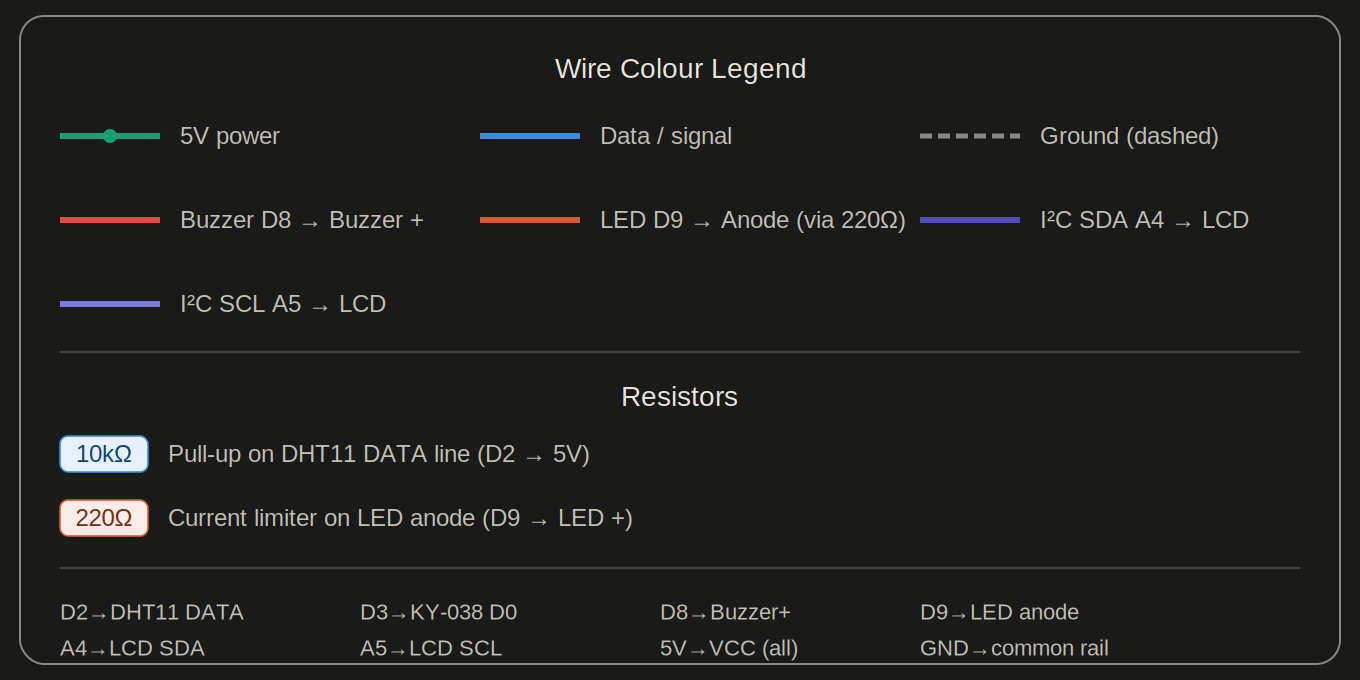 Wire Colour Legend
5V power
Data / signal
Ground (dashed)
Buzzer D8 → Buzzer +
LED D9 → Anode (via 220Ω)
I²C SDA A4 → LCD
I²C SCL A5 → LCD
Resistors
10kΩ Pull-up on DHT11 DATA line (D2 → 5V)
220Ω Current limiter on LED anode (D9 → LED +)
D2→DHT11 DATA
D3→KY-038 D0
D8→Buzzer+
D9→LED anode
A4→LCD SDA
A5→LCD SCL
5V→VCC (all)
GND→common rail